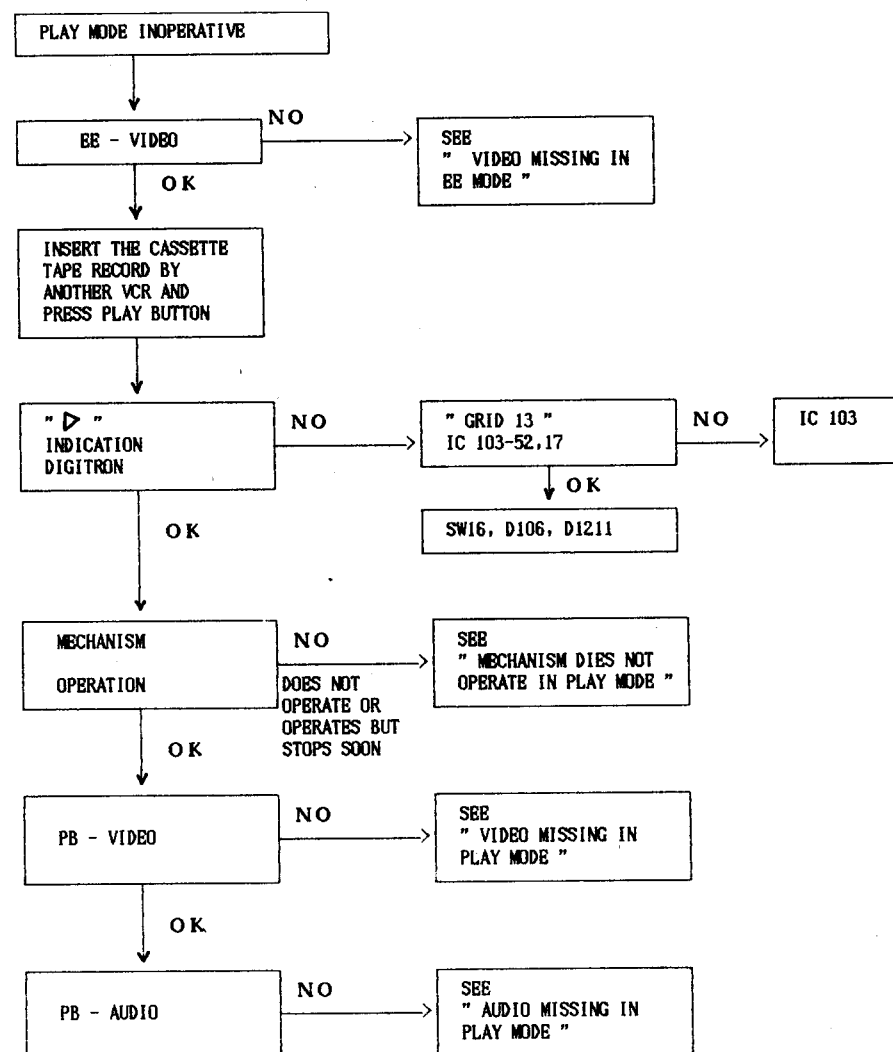 PLAY MODE INOPERATIVE
EE - VIDEO
NO
SEE
" VIDEO MISSING IN
EE MODE "
OK
INSERT THE CASSETTE
TAPE RECORD BY
ANOTHER VCR AND
PRESS PLAY BUTTON
" ▷ "
INDICATION
DIGITRON
NO
" GRID 13 "
IC 103-52,17
NO
IC 103
OK
SW16, D106, D1211
OK
MECHANISM
OPERATION
NO
DOES NOT
OPERATE OR
OPERATES BUT
STOPS SOON
SEE
" MECHANISM DIES NOT
OPERATE IN PLAY MODE "
OK
PB - VIDEO
NO
SEE
" VIDEO MISSING IN
PLAY MODE "
OK
PB - AUDIO
NO
SEE
" AUDIO MISSING IN
PLAY MODE "